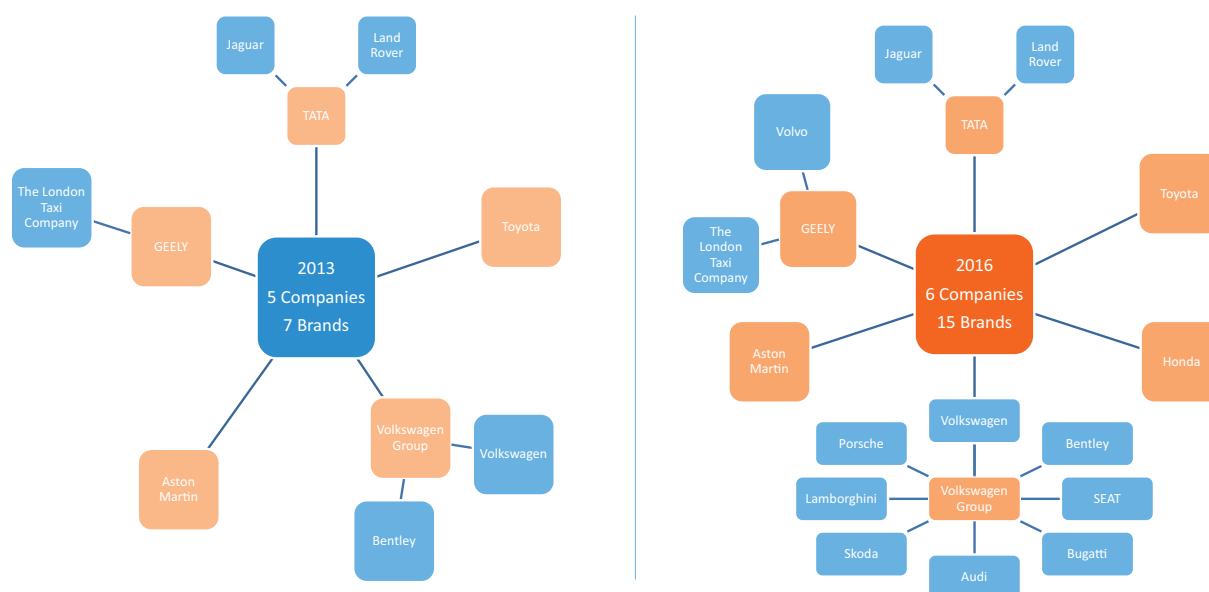 Jaguar
Land
Rover
TATA
The London
Taxi
Company
GEELY
Toyota
2013
5 Companies
7 Brands
Volkswagen
Group
Volkswagen
Aston
Martin
Bentley
Jaguar
Land
Rover
TATA
Volvo
Toyota
GEELY
The
London
Taxi
Company
2016
6 Companies
15 Brands
Aston
Martin
Honda
Volkswagen
Porsche
Bentley
Lamborghini
Volkswagen
Group
SEAT
Skoda
Bugatti
Audi